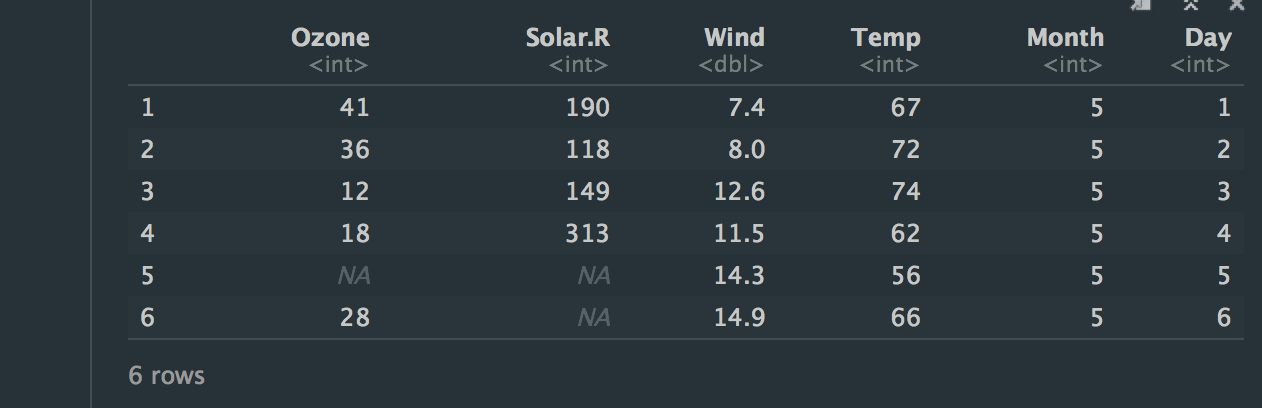 Ozone Solar.R Wind Temp Month Day
<int> <int> <dbl> <int> <int> <int>
1 41 190 7.4 67 5 1
2 36 118 8.0 72 5 2
3 12 149 12.6 74 5 3
4 18 313 11.5 62 5 4
5 NA NA 14.3 56 5 5
6 28 NA 14.9 66 5 6
6 rows